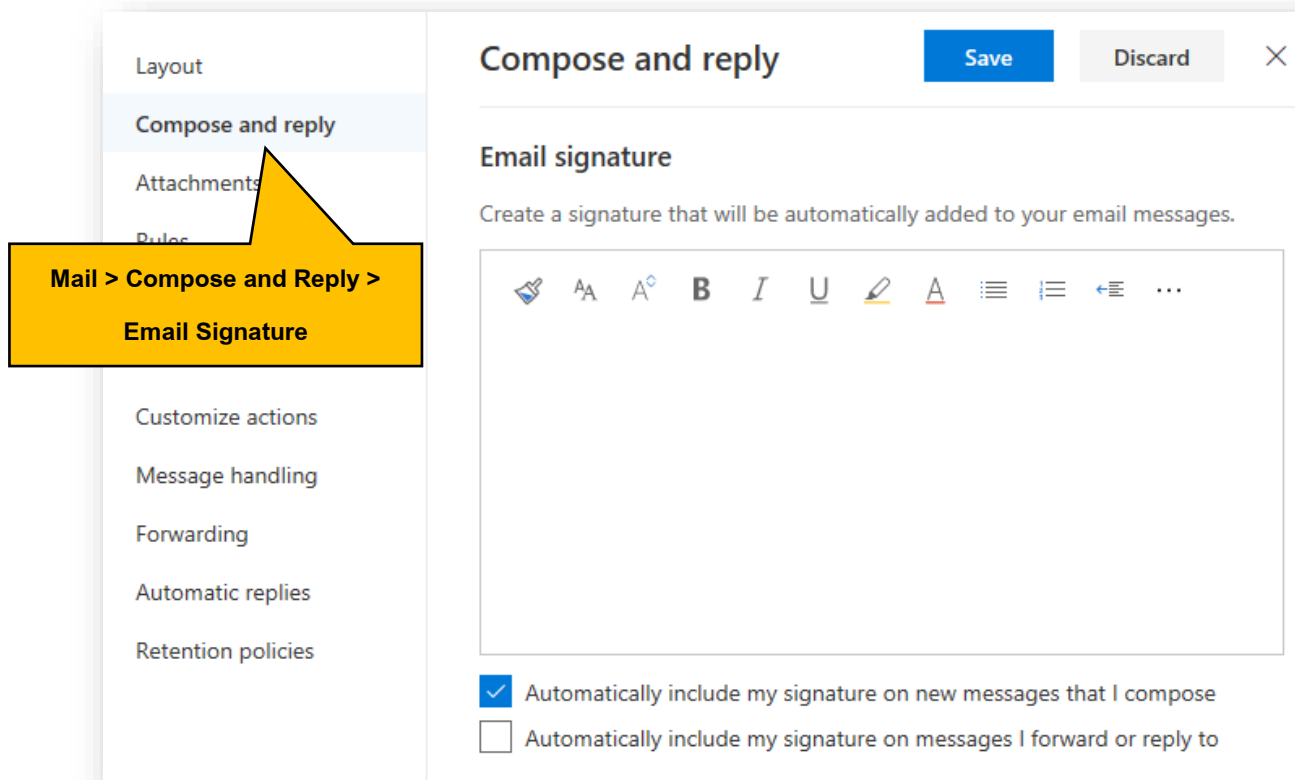 Layout
Compose and reply
Attachments
Rules
Mail > Compose and Reply >
Email Signature
Customize actions
Message handling
Forwarding
Automatic replies
Retention policies
Compose and reply
Save
Discard
Email signature
Create a signature that will be automatically added to your email messages.
B I U A
Automatically include my signature on new messages that I compose
Automatically include my signature on messages I forward or reply to